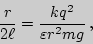 r/2ℓ = kq²/εr²mg ,